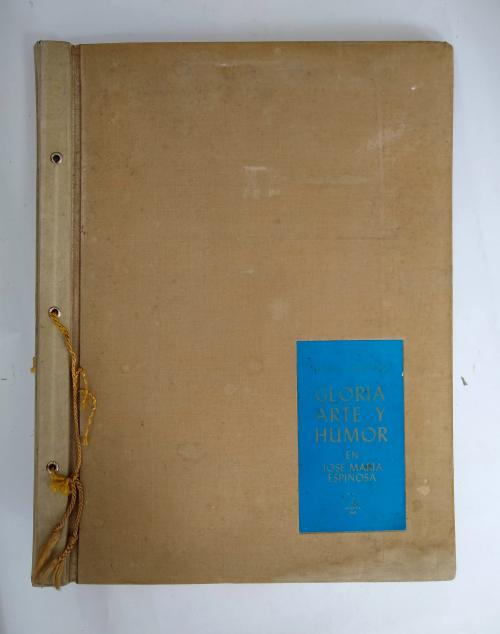 GLORIA
ARTE Y
HUMOR
EN
JOSE MARIA
ESPINOSA